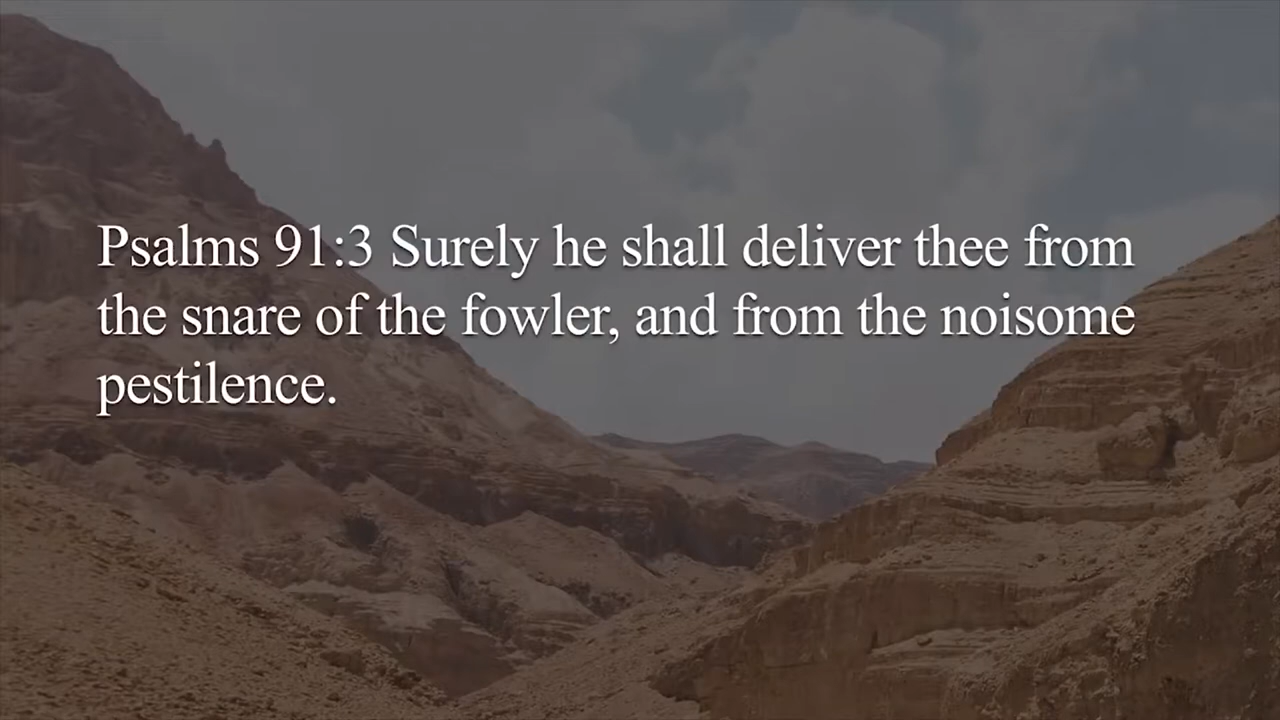 Psalms 91:3 Surely he shall deliver thee from
the snare of the fowler, and from the noisome
pestilence.